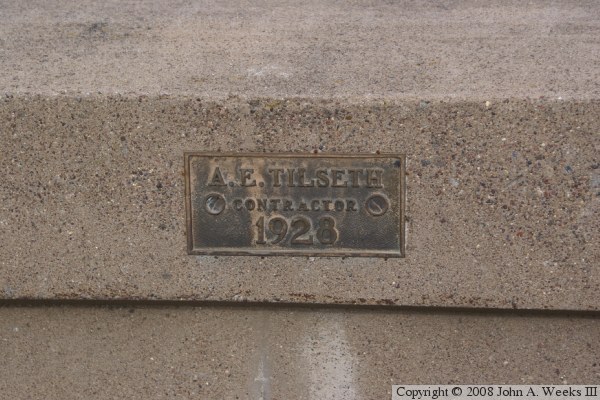 A. E. TILSETH
CONTRACTOR
1928
Copyright © 2008 John A. Weeks III